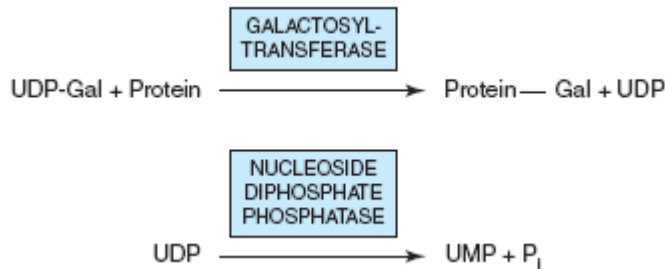 GALACTOSYL-
TRANSFERASE
UDP-Gal + Protein
Protein — Gal + UDP
NUCLEOSIDE
DIPHOSPHATE
PHOSPHATASE
UDP
UMP + Pi